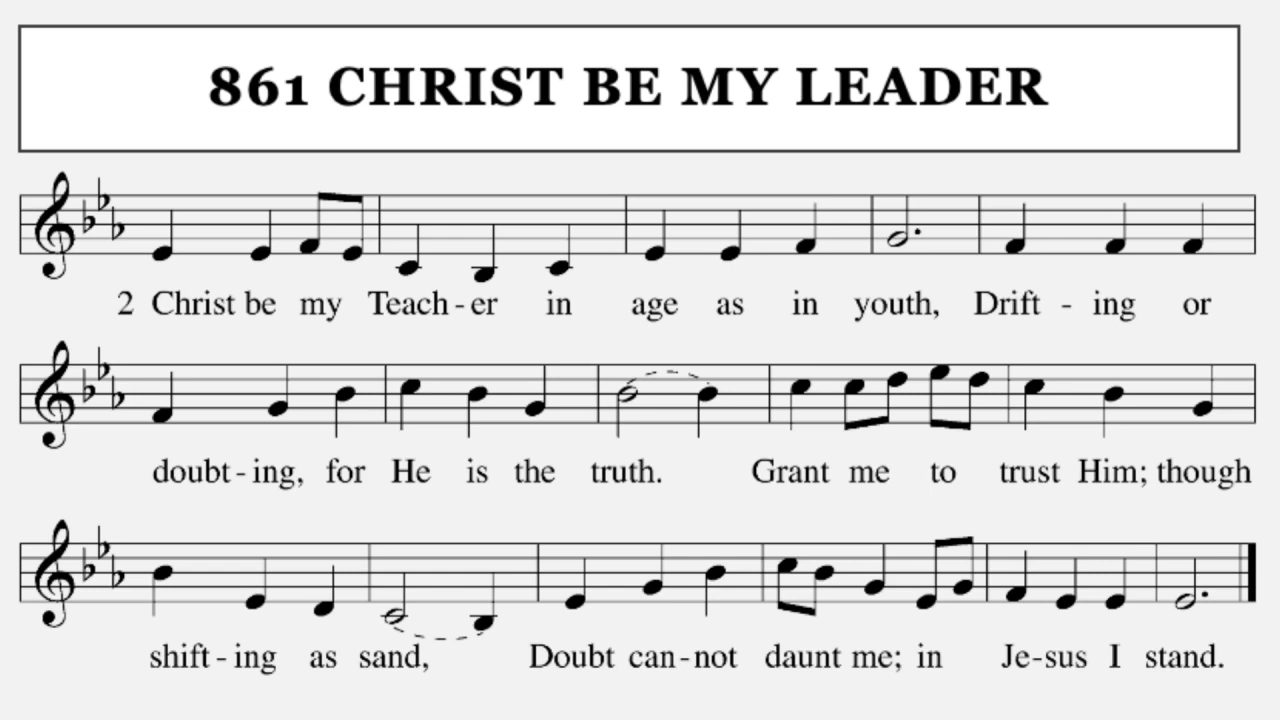 861 CHRIST BE MY LEADER
2 Christ be my Teach - er in age as in youth, Drift - ing or
doubt - ing, for He is the truth. Grant me to trust Him; though
shift - ing as sand, Doubt can - not daunt me; in Je - sus I stand.